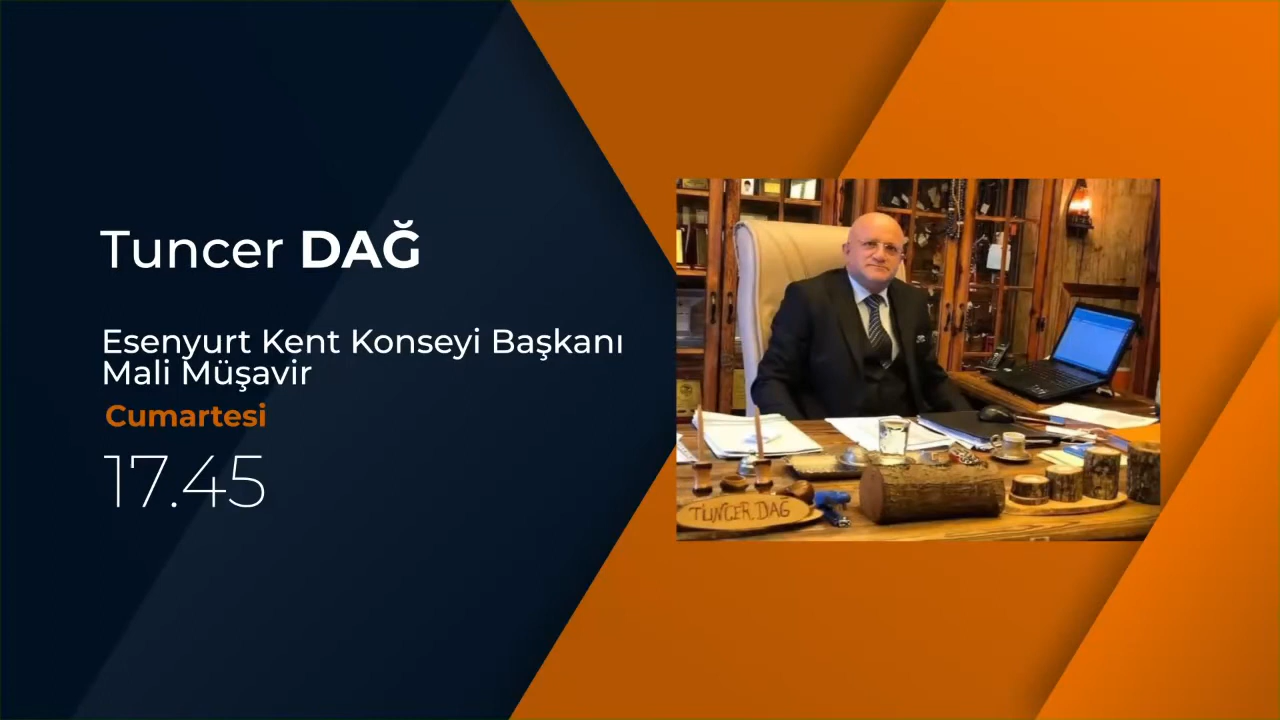 Tuncer DAĞ
Esenyurt Kent Konseyi Başkanı
Mali Müşavir
Cumartesi
17.45
TUNCER DAĞ